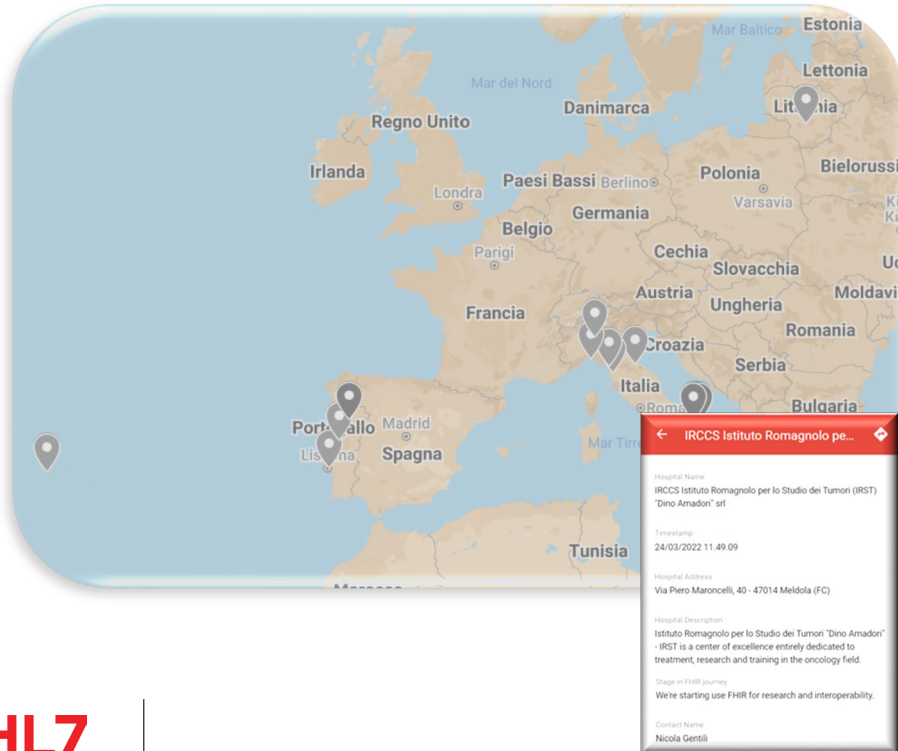 Estonia
Mar Baltico
Lettonia
Mar del Nord
Danimarca
Regno Unito
Irlanda
Paesi Bassi
Berlino
Polonia
Bielorussi
Londra
Varsavia
Germania
Belgio
Parigi
Cechia
Slovacchia
Austria
Ungheria
Moldavi
Francia
Romania
Croazia
Serbia
Italia
Bulgaria
Roma
Madrid
Spagna
Mar Tirre
Tunisia
← IRCCS Istituto Romagnolo pe...
Hospital Name
IRCCS Istituto Romagnolo per lo Studio dei Tumori (IRST)
"Dino Amadori" srl
Timestamp
24/03/2022 11.49.09
Hospital Address
Via Piero Maroncelli, 40 - 47014 Meldola (FC)
Hospital Description
Istituto Romagnolo per lo Studio dei Tumori "Dino Amadori"
- IRST is a center of excellence entirely dedicated to
treatment, research and training in the oncology field.
Stage in FHIR journey
We're starting use FHIR for research and interoperability.
Contact Name
Nicola Gentili
HL7